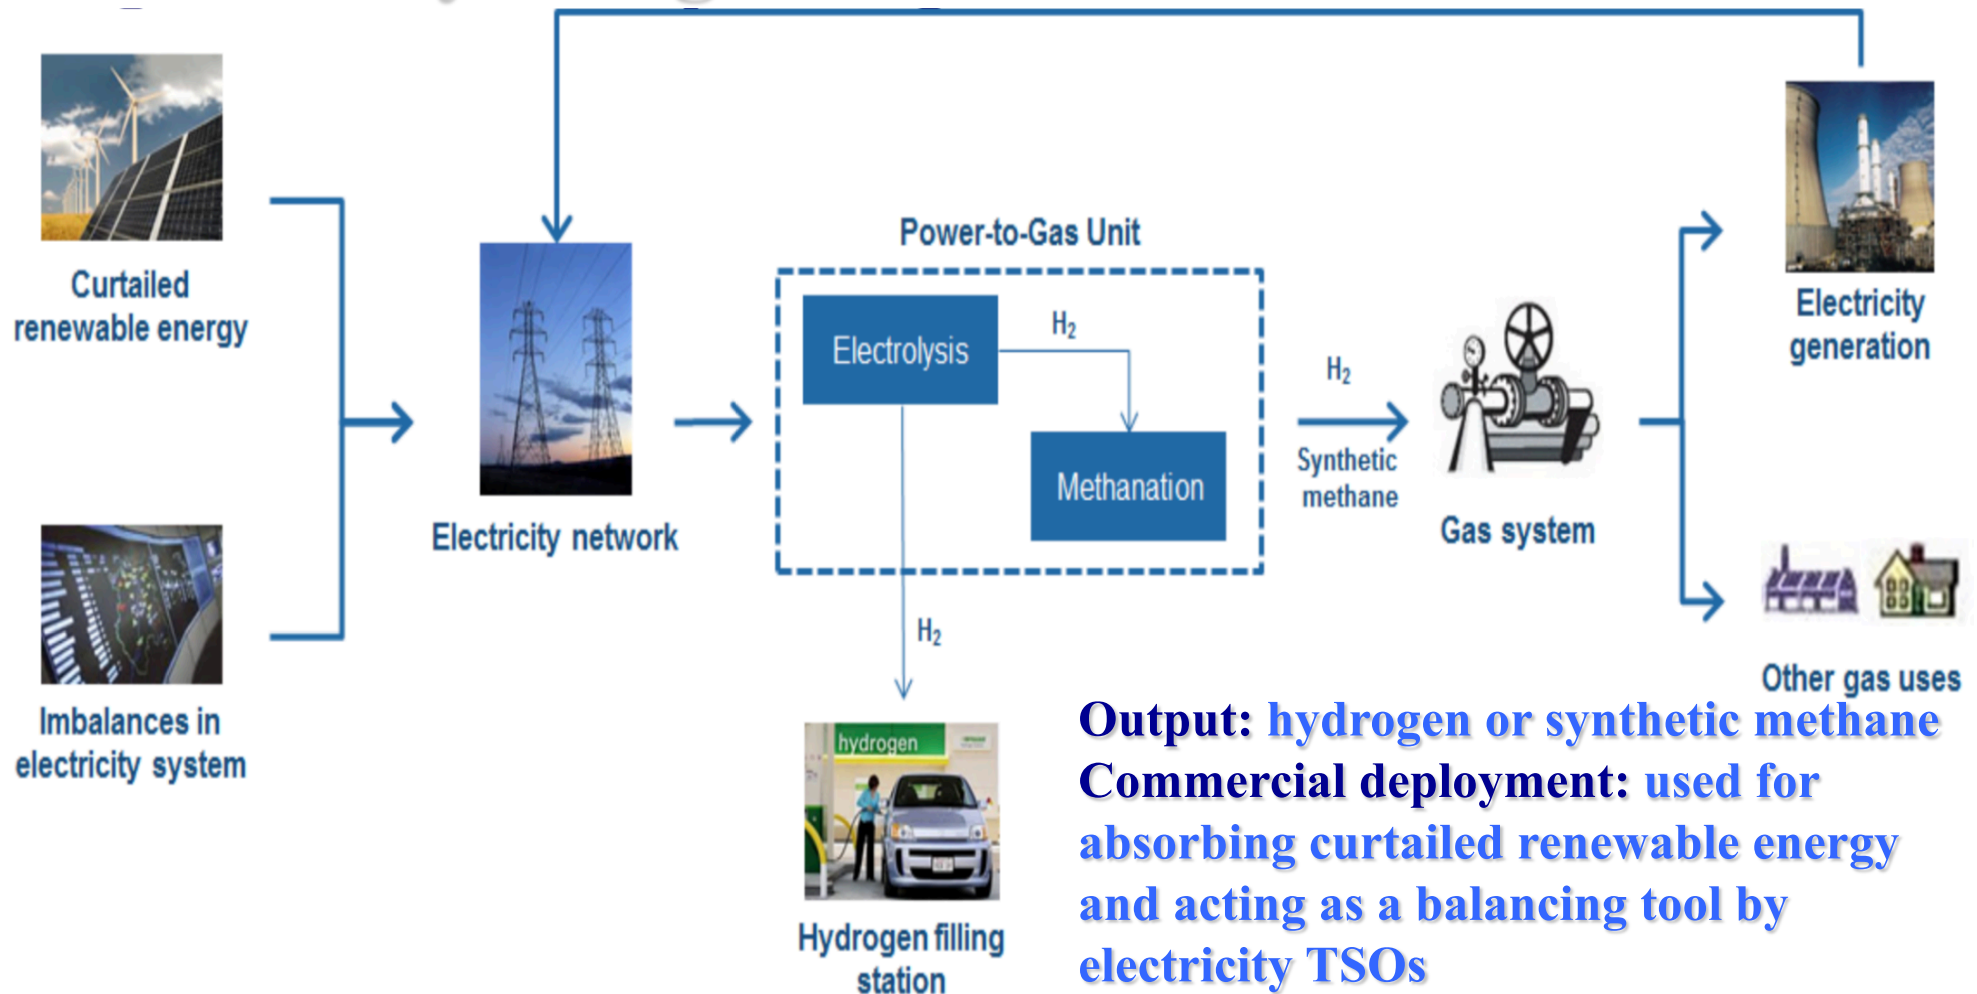 Power-to-Gas Unit
Curtailed
renewable energy
Electrolysis
H₂
Methanation
H₂
Synthetic
methane
Electricity
generation
Electricity network
Gas system
H₂
Imbalances in
electricity system
hydrogen
Hydrogen filling
station
Other gas uses
Output: hydrogen or synthetic methane
Commercial deployment: used for
absorbing curtailed renewable energy
and acting as a balancing tool by
electricity TSOs